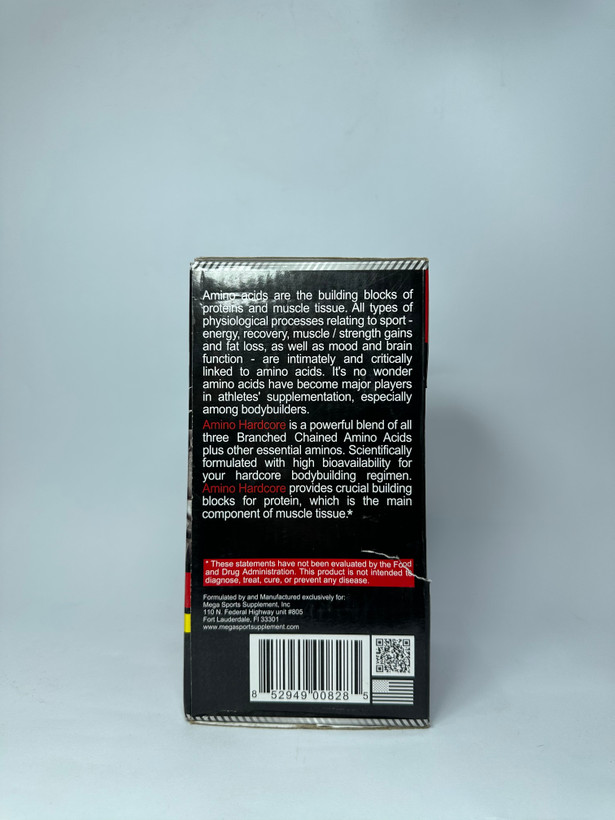 Amino acids are the building blocks of
proteins and muscle tissue. All types of
physiological processes relating to sport -
energy, recovery, muscle / strength gains
and fat loss, as well as mood and brain
function - are intimately and critically
linked to amino acids. It's no wonder
amino acids have become major players
in athletes' supplementation, especially
among bodybuilders.
Amino Hardcore is a powerful blend of all
three Branched Chained Amino Acids
plus other essential aminos. Scientifically
formulated with high bioavailability for
your hardcore bodybuilding regimen.
Amino Hardcore provides crucial building
blocks for protein, which is the main
component of muscle tissue.*
* These statements have not been evaluated by the Food
and Drug Administration. This product is not intended to
diagnose, treat, cure, or prevent any disease.
Formulated by and Manufactured exclusively for:
Mega Sports Supplement, Inc
110 N. Federal Highway unit #805
Fort Lauderdale, Fl 33301
www.megasportsupplement.com
8 52949 00828 5